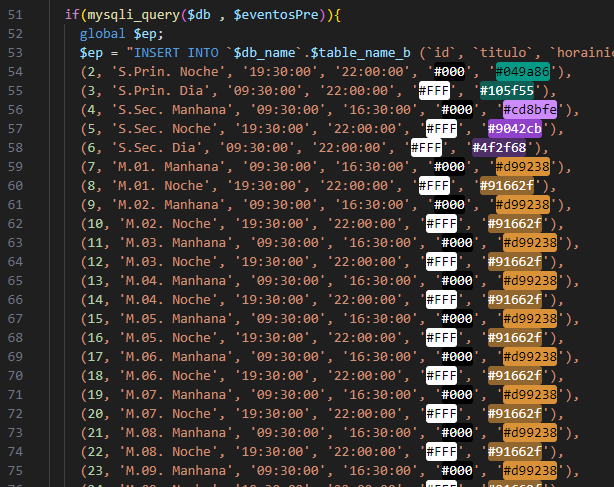 51 if(mysqli_query($db , $eventosPre)){
52 global $ep;
53 $ep = "INSERT INTO `$db_name`.$table_name_b (`id`, `titulo`, `horainic
54 (2, 'S.Prin. Noche', '19:30:00', '22:00:00', '#000', '#049a86'),
55 (3, 'S.Prin. Dia', '09:30:00', '22:00:00', '#FFF', '#105f55'),
56 (4, 'S.Sec. Manhana', '09:30:00', '16:30:00', '#000', '#cd8bfe'),
57 (5, 'S.Sec. Noche', '19:30:00', '22:00:00', '#FFF', '#9042cb'),
58 (6, 'S.Sec. Dia', '09:30:00', '22:00:00', '#FFF', '#4f2f68'),
59 (7, 'M.01. Manhana', '09:30:00', '16:30:00', '#000', '#d99238'),
60 (8, 'M.01. Noche', '19:30:00', '22:00:00', '#FFF', '#91662f'),
61 (9, 'M.02. Manhana', '09:30:00', '16:30:00', '#000', '#d99238'),
62 (10, 'M.02. Noche', '19:30:00', '22:00:00', '#FFF', '#91662f'),
63 (11, 'M.03. Manhana', '09:30:00', '16:30:00', '#000', '#d99238'),
64 (12, 'M.03. Noche', '19:30:00', '22:00:00', '#FFF', '#91662f'),
65 (13, 'M.04. Manhana', '09:30:00', '16:30:00', '#000', '#d99238'),
66 (14, 'M.04. Noche', '19:30:00', '22:00:00', '#FFF', '#91662f'),
67 (15, 'M.05. Manhana', '09:30:00', '16:30:00', '#000', '#d99238'),
68 (16, 'M.05. Noche', '19:30:00', '22:00:00', '#FFF', '#91662f'),
69 (17, 'M.06. Manhana', '09:30:00', '16:30:00', '#000', '#d99238'),
70 (18, 'M.06. Noche', '19:30:00', '22:00:00', '#FFF', '#91662f'),
71 (19, 'M.07. Manhana', '09:30:00', '16:30:00', '#000', '#d99238'),
72 (20, 'M.07. Noche', '19:30:00', '22:00:00', '#FFF', '#91662f'),
73 (21, 'M.08. Manhana', '09:30:00', '16:30:00', '#000', '#d99238'),
74 (22, 'M.08. Noche', '19:30:00', '22:00:00', '#FFF', '#91662f'),
75 (23, 'M.09. Manhana', '09:30:00', '16:30:00', '#000', '#d99238'),